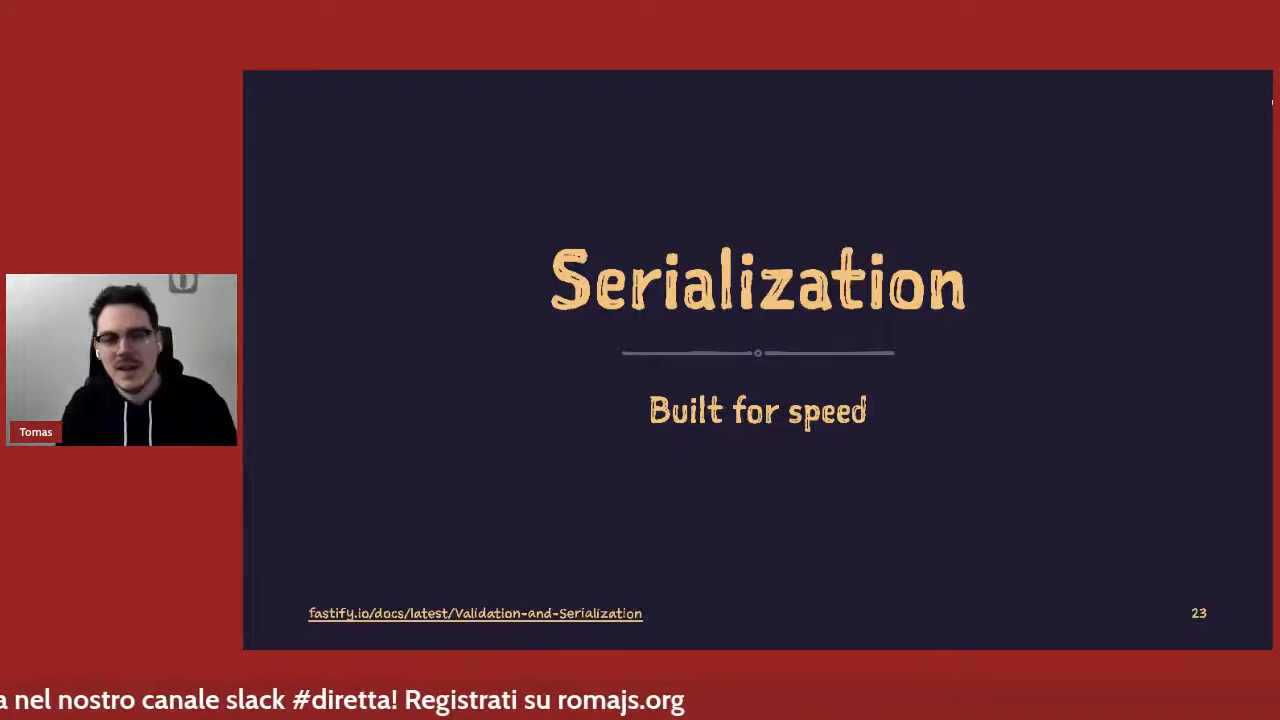 Serialization
Built for speed
Tomas
fastify.io/docs/latest/Validation-and-Serialization
23
a nel nostro canale slack #diretta! Registrati su romajs.org